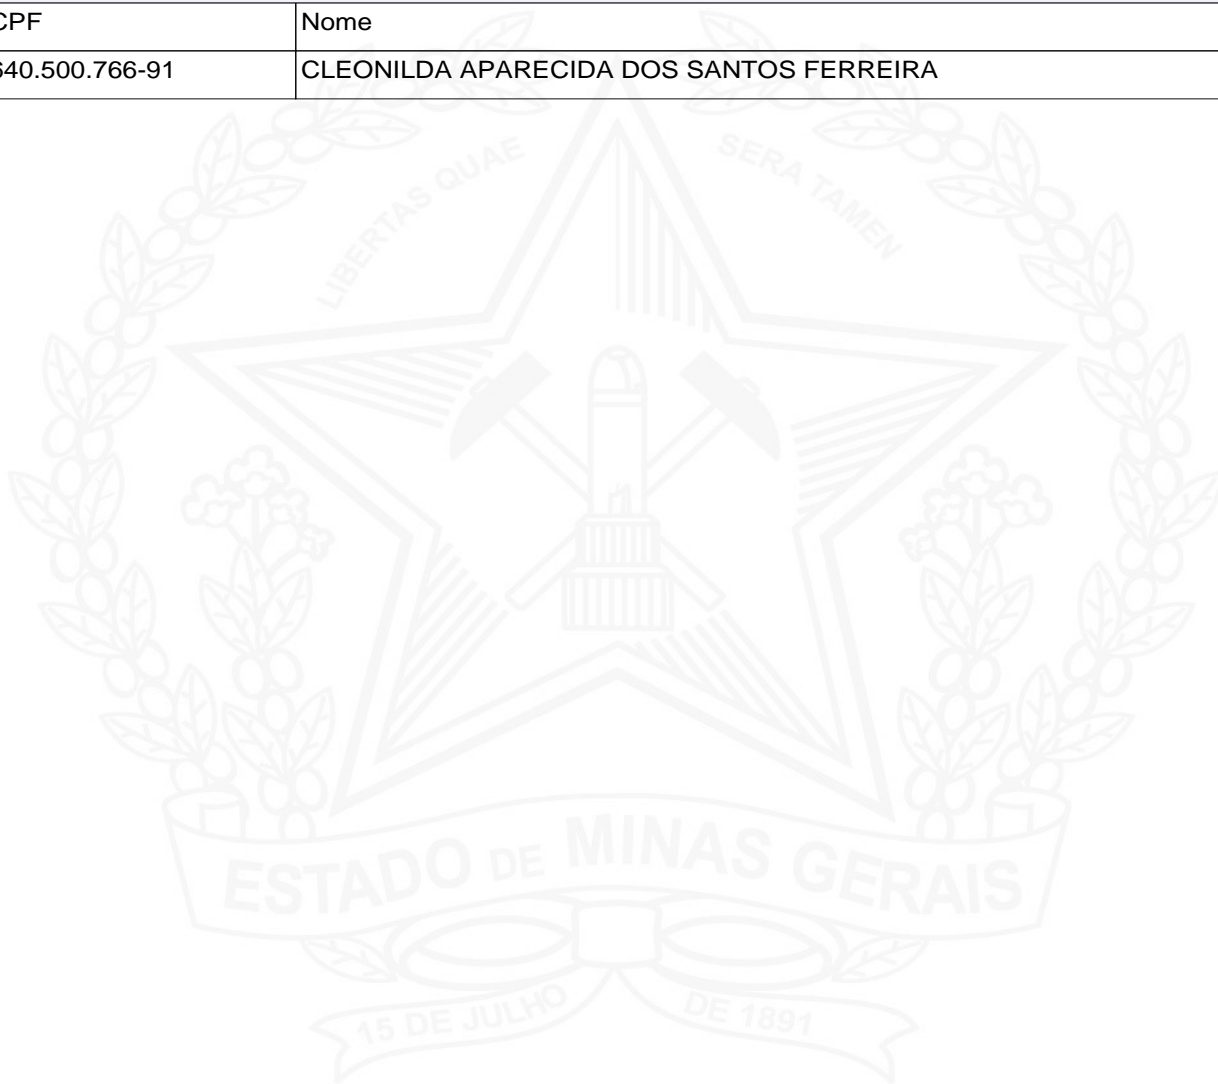 CPF Nome
640.500.766-91 CLEONILDA APARECIDA DOS SANTOS FERREIRA
LIBERTAS QUAE SERA TAMEN
ESTADO DE MINAS GERAIS
15 DE JULHO DE 1891